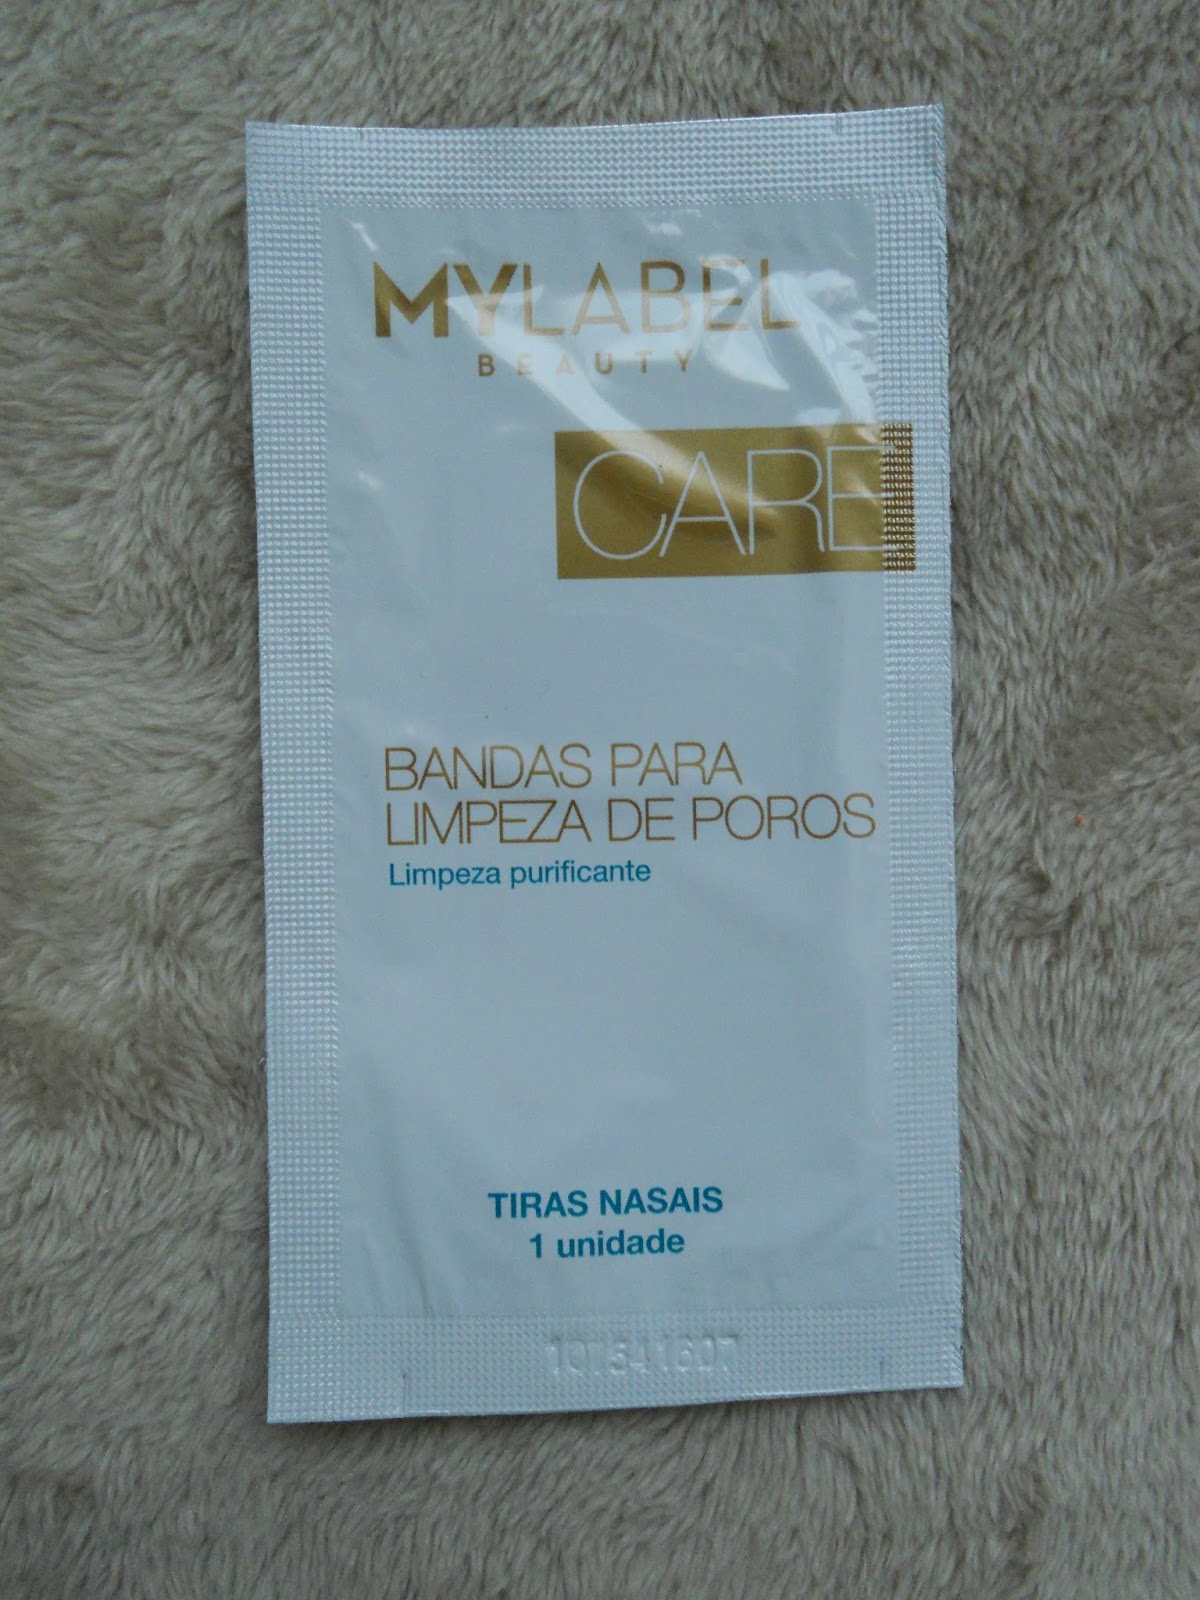 MYLABEL
BEAUTY
CARE
BANDAS PARA
LIMPEZA DE POROS
Limpeza purificante
TIRAS NASAIS
1 unidade